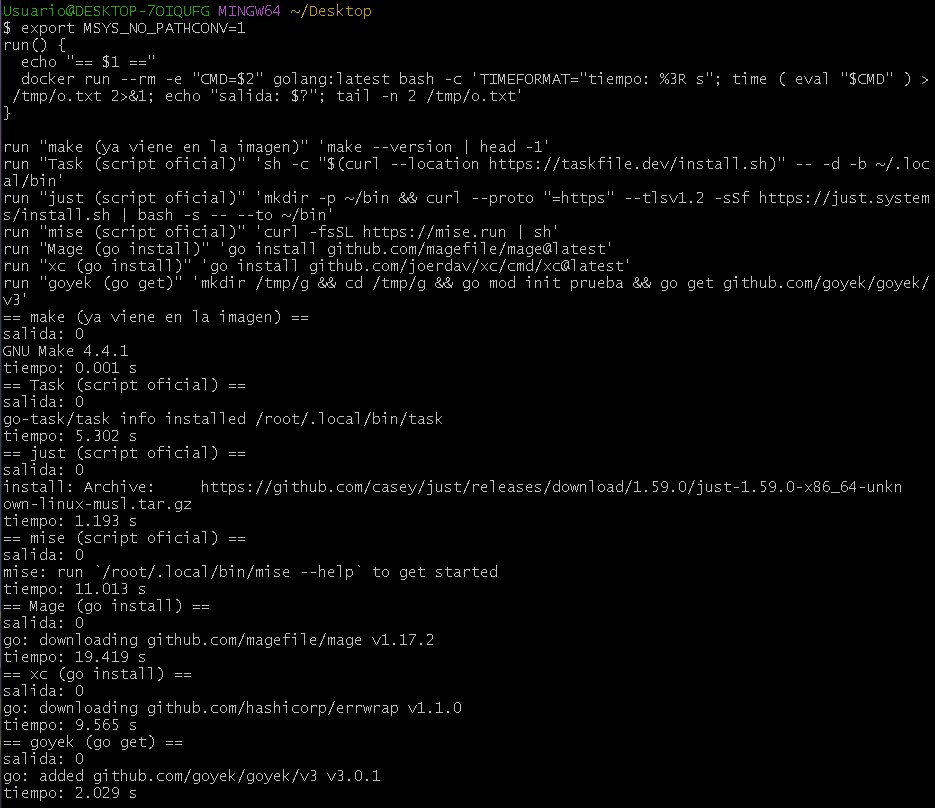 Usuario@DESKTOP-7OIQUFG MINGW64 ~/Desktop
$ export MSYS_NO_PATHCONV=1
run() {
  echo "== $1 =="
  docker run --rm -e "CMD=$2" golang:latest bash -c 'TIMEFORMAT="tiempo: %3R s"; time ( eval "$CMD" ) >
 /tmp/o.txt 2>&1; echo "salida: $?"; tail -n 2 /tmp/o.txt'
}

run "make (ya viene en la imagen)" 'make --version | head -1'
run "Task (script oficial)" 'sh -c "$(curl --location https://taskfile.dev/install.sh)" -- -d -b ~/.loc
al/bin'
run "just (script oficial)" 'mkdir -p ~/bin && curl --proto "=https" --tlsv1.2 -sSf https://just.system
s/install.sh | bash -s -- --to ~/bin'
run "mise (script oficial)" 'curl -fsSL https://mise.run | sh'
run "Mage (go install)" 'go install github.com/magefile/mage@latest'
run "xc (go install)" 'go install github.com/joerdav/xc/cmd/xc@latest'
run "goyek (go get)" 'mkdir /tmp/g && cd /tmp/g && go mod init prueba && go get github.com/goyek/goyek/
v3'
== make (ya viene en la imagen) ==
salida: 0
GNU Make 4.4.1
tiempo: 0.001 s
== Task (script oficial) ==
salida: 0
go-task/task info installed /root/.local/bin/task
tiempo: 5.302 s
== just (script oficial) ==
salida: 0
install: Archive:     https://github.com/casey/just/releases/download/1.59.0/just-1.59.0-x86_64-unkn
own-linux-musl.tar.gz
tiempo: 1.193 s
== mise (script oficial) ==
salida: 0
mise: run `/root/.local/bin/mise --help` to get started
tiempo: 11.013 s
== Mage (go install) ==
salida: 0
go: downloading github.com/magefile/mage v1.17.2
tiempo: 19.419 s
== xc (go install) ==
salida: 0
go: downloading github.com/hashicorp/errwrap v1.1.0
tiempo: 9.565 s
== goyek (go get) ==
salida: 0
go: added github.com/goyek/goyek/v3 v3.0.1
tiempo: 2.029 s